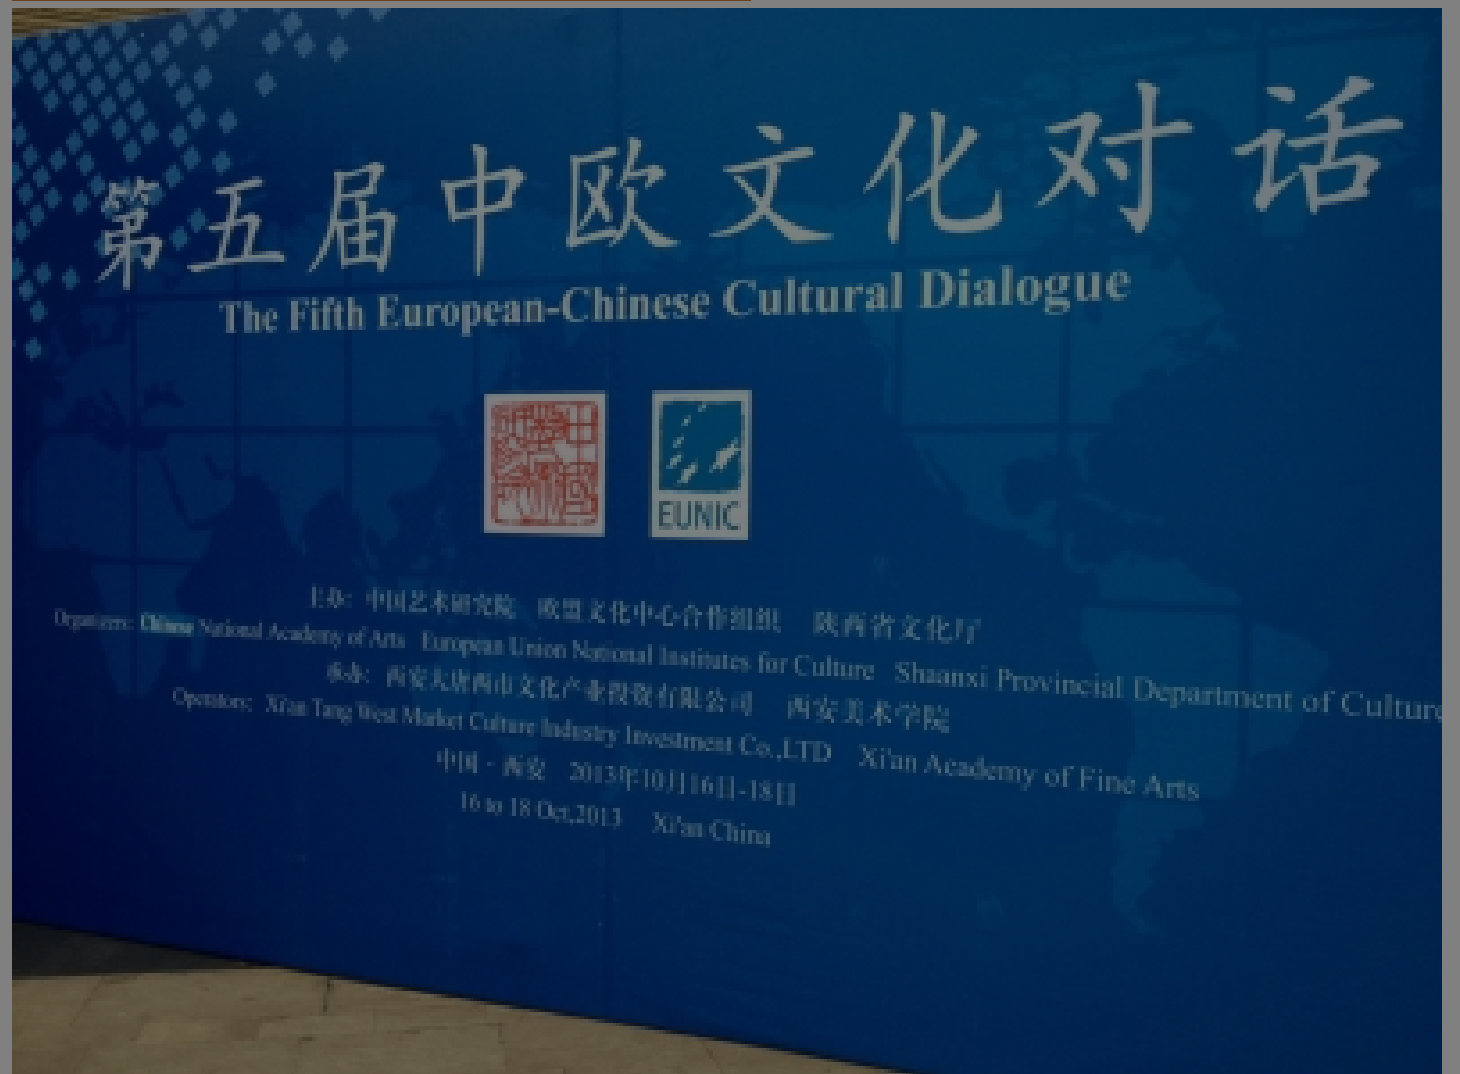 第五届中欧文化对话
The Fifth European-Chinese Cultural Dialogue
EUNIC
主办: 中国艺术研究院 欧盟文化中心合作组织 陕西省文化厅
Organizers: Chinese National Academy of Arts European Union National Institutes for Culture Shaanxi Provincial Department of Culture
承办: 西安大唐西市文化产业投资有限公司 西安美术学院
Operators: Xi'an Tang West Market Culture Industry Investment Co.,LTD Xi'an Academy of Fine Arts
中国 · 西安 2013年10月16日-18日
16 to 18 Oct,2013 Xi'an China